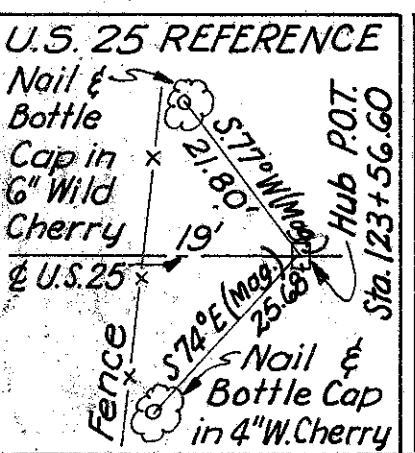 U.S. 25 REFERENCE
Nail &
Bottle
Cap in
6" Wild
Cherry
S.77°W(Mag.)
21.80'
Hub P.O.T.
Sta. 123+56.60
19'
℄ U.S.25
S74°E(Mag.)
25.68'
Fence
Nail &
Bottle Cap
in 4"W.Cherry